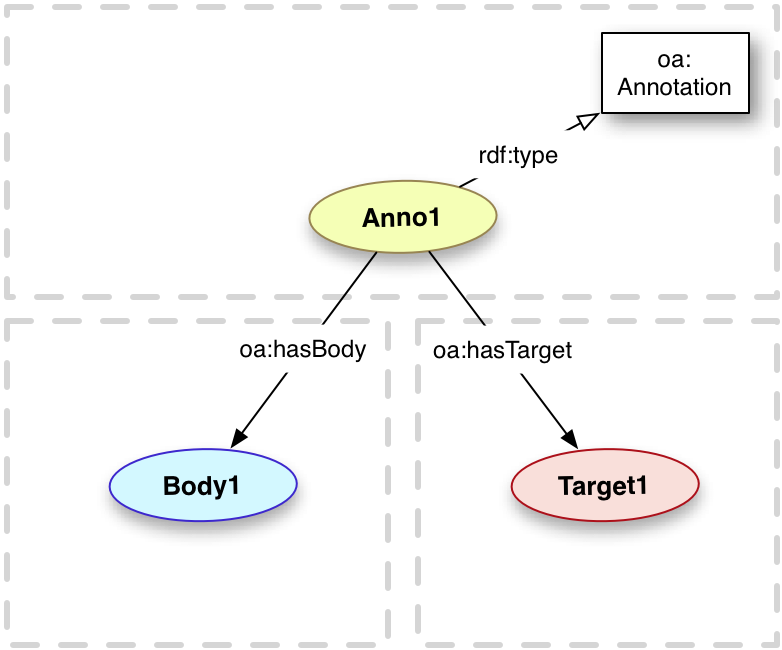 oa:
Annotation
rdf:type
Anno1
oa:hasBody
oa:hasTarget
Body1
Target1